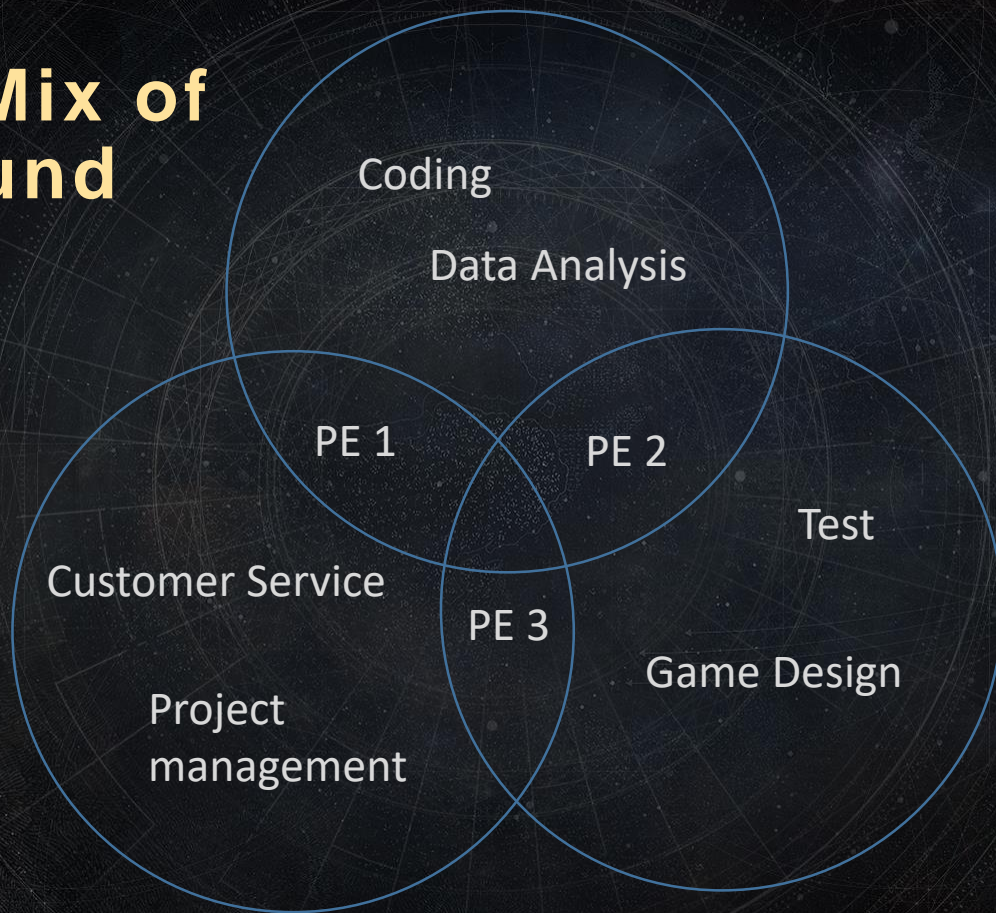 Mix of
und
Coding
Data Analysis
PE 1
PE 2
Test
Customer Service
PE 3
Game Design
Project
management